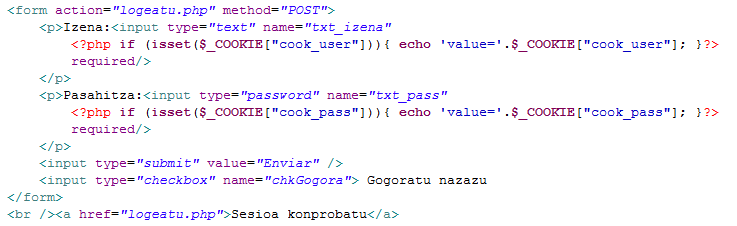 <form action="logeatu.php" method="POST">
<p>Izena:<input type="text" name="txt_izena"
<?php if (isset($_COOKIE["cook_user"])){ echo 'value='.$_COOKIE["cook_user"]; }?>
required/>
</p>
<p>Pasahitza:<input type="password" name="txt_pass"
<?php if (isset($_COOKIE["cook_pass"])){ echo 'value='.$_COOKIE["cook_pass"]; }?>
required/>
</p>
<input type="submit" value="Enviar" />
<input type="checkbox" name="chkGogora"> Gogoratu nazazu
</form>
<br /><a href="logeatu.php">Sesioa konprobatu</a>